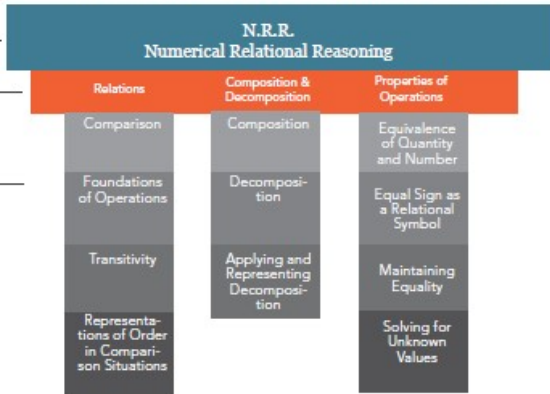 N.R.R.
Numerical Relational Reasoning
Relations
Composition &
Decomposition
Properties of
Operations
Comparison
Foundations
of Operations
Transitivity
Representa-
tions of Order
in Compari-
son Situations
Composition
Decomposi-
tion
Applying and
Representing
Decomposi-
tion
Equivalence
of Quantity
and Number
Equal Sign as
a Relational
Symbol
Maintaining
Equality
Solving for
Unknown
Values